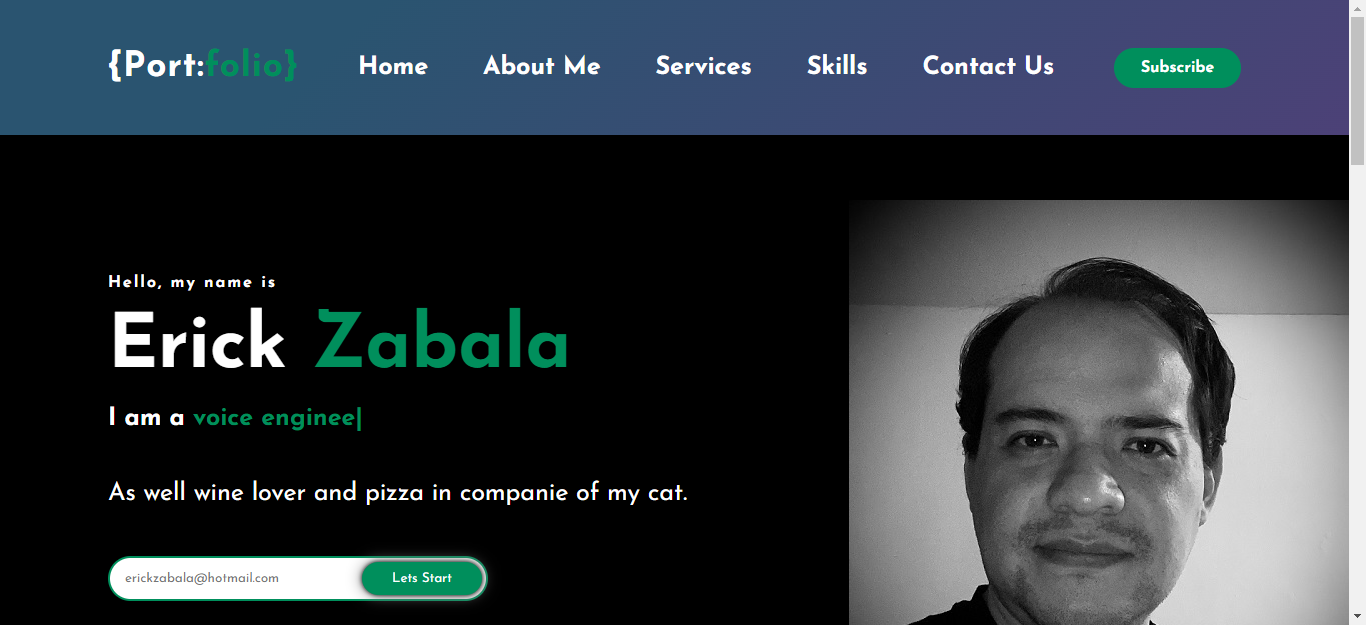 {Port:folio} Home About Me Services Skills Contact Us Subscribe
Hello, my name is
Erick Zabala
I am a voice enginee|
As well wine lover and pizza in companie of my cat.
erickzabala@hotmail.com Lets Start